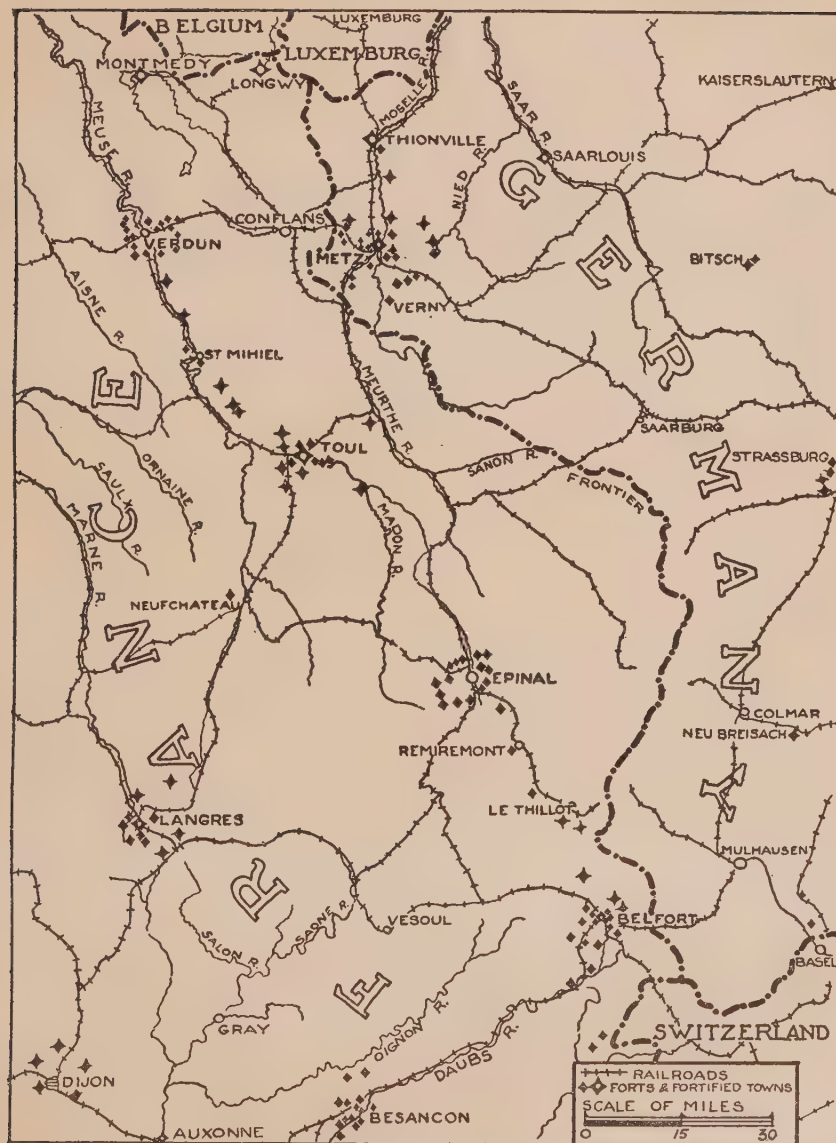 BELGIUM
LUXEMBURG
LUXEMBURG
MONTMEDY
LONGWY
MOSELLE R.
SAAR R.
KAISERSLAUTERN
MEUSE R.
THIONVILLE
NIED R.
SAARLOUIS
GERMANY
VERDUN
CONFLANS
METZ
BITSCH
AISNE R.
VERNY
ST MIHIEL
MEURTHE R.
FRANCE
SAARBURG
TOUL
ORNAINE R.
SAULX R.
SANON R.
STRASSBURG
FRONTIER
MARNE R.
MADON R.
NEUFCHATEAU
EPINAL
COLMAR
NEU BREISACH
REMIREMONT
LE THILLOT
LANGRES
MULHAUSEN
BELFORT
VESOUL
SAONE R.
SALON R.
BASEL
GRAY
OIGNON R.
DAUBS R.
SWITZERLAND
DIJON
BESANCON
AUXONNE
RAILROADS
FORTS & FORTIFIED TOWNS
SCALE OF MILES
0 15 30